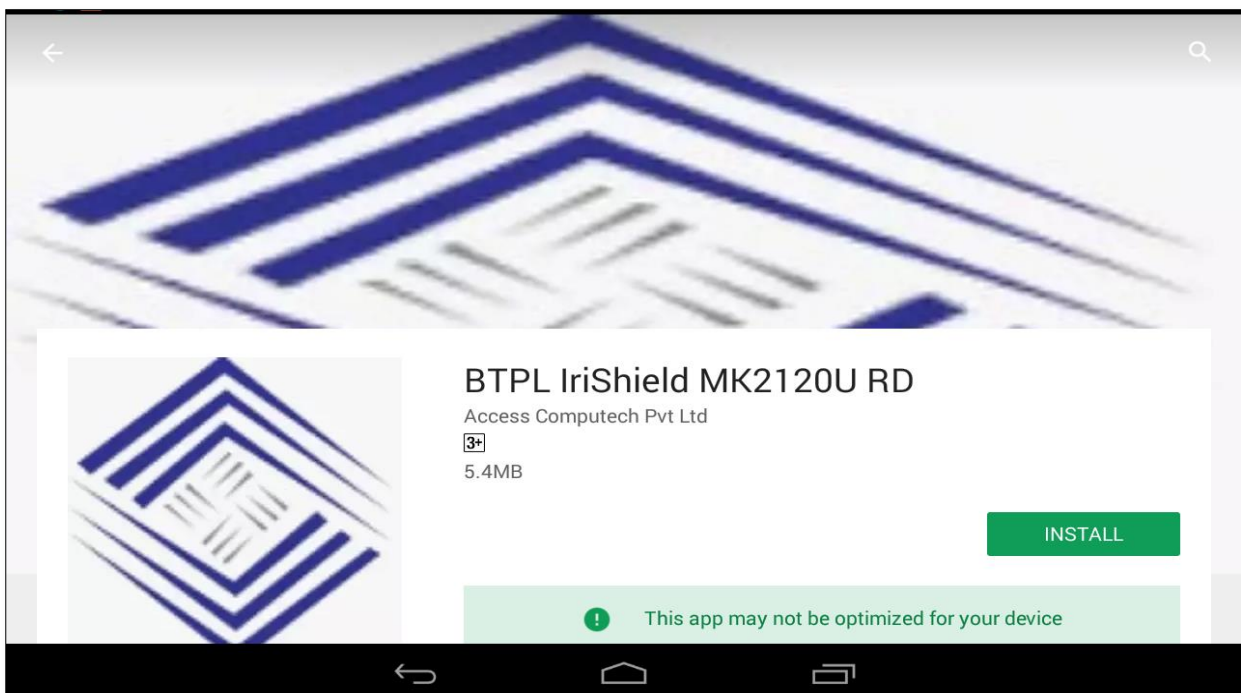 BTPL IriShield MK2120U RD
Access Computech Pvt Ltd
3+
5.4MB
INSTALL
This app may not be optimized for your device